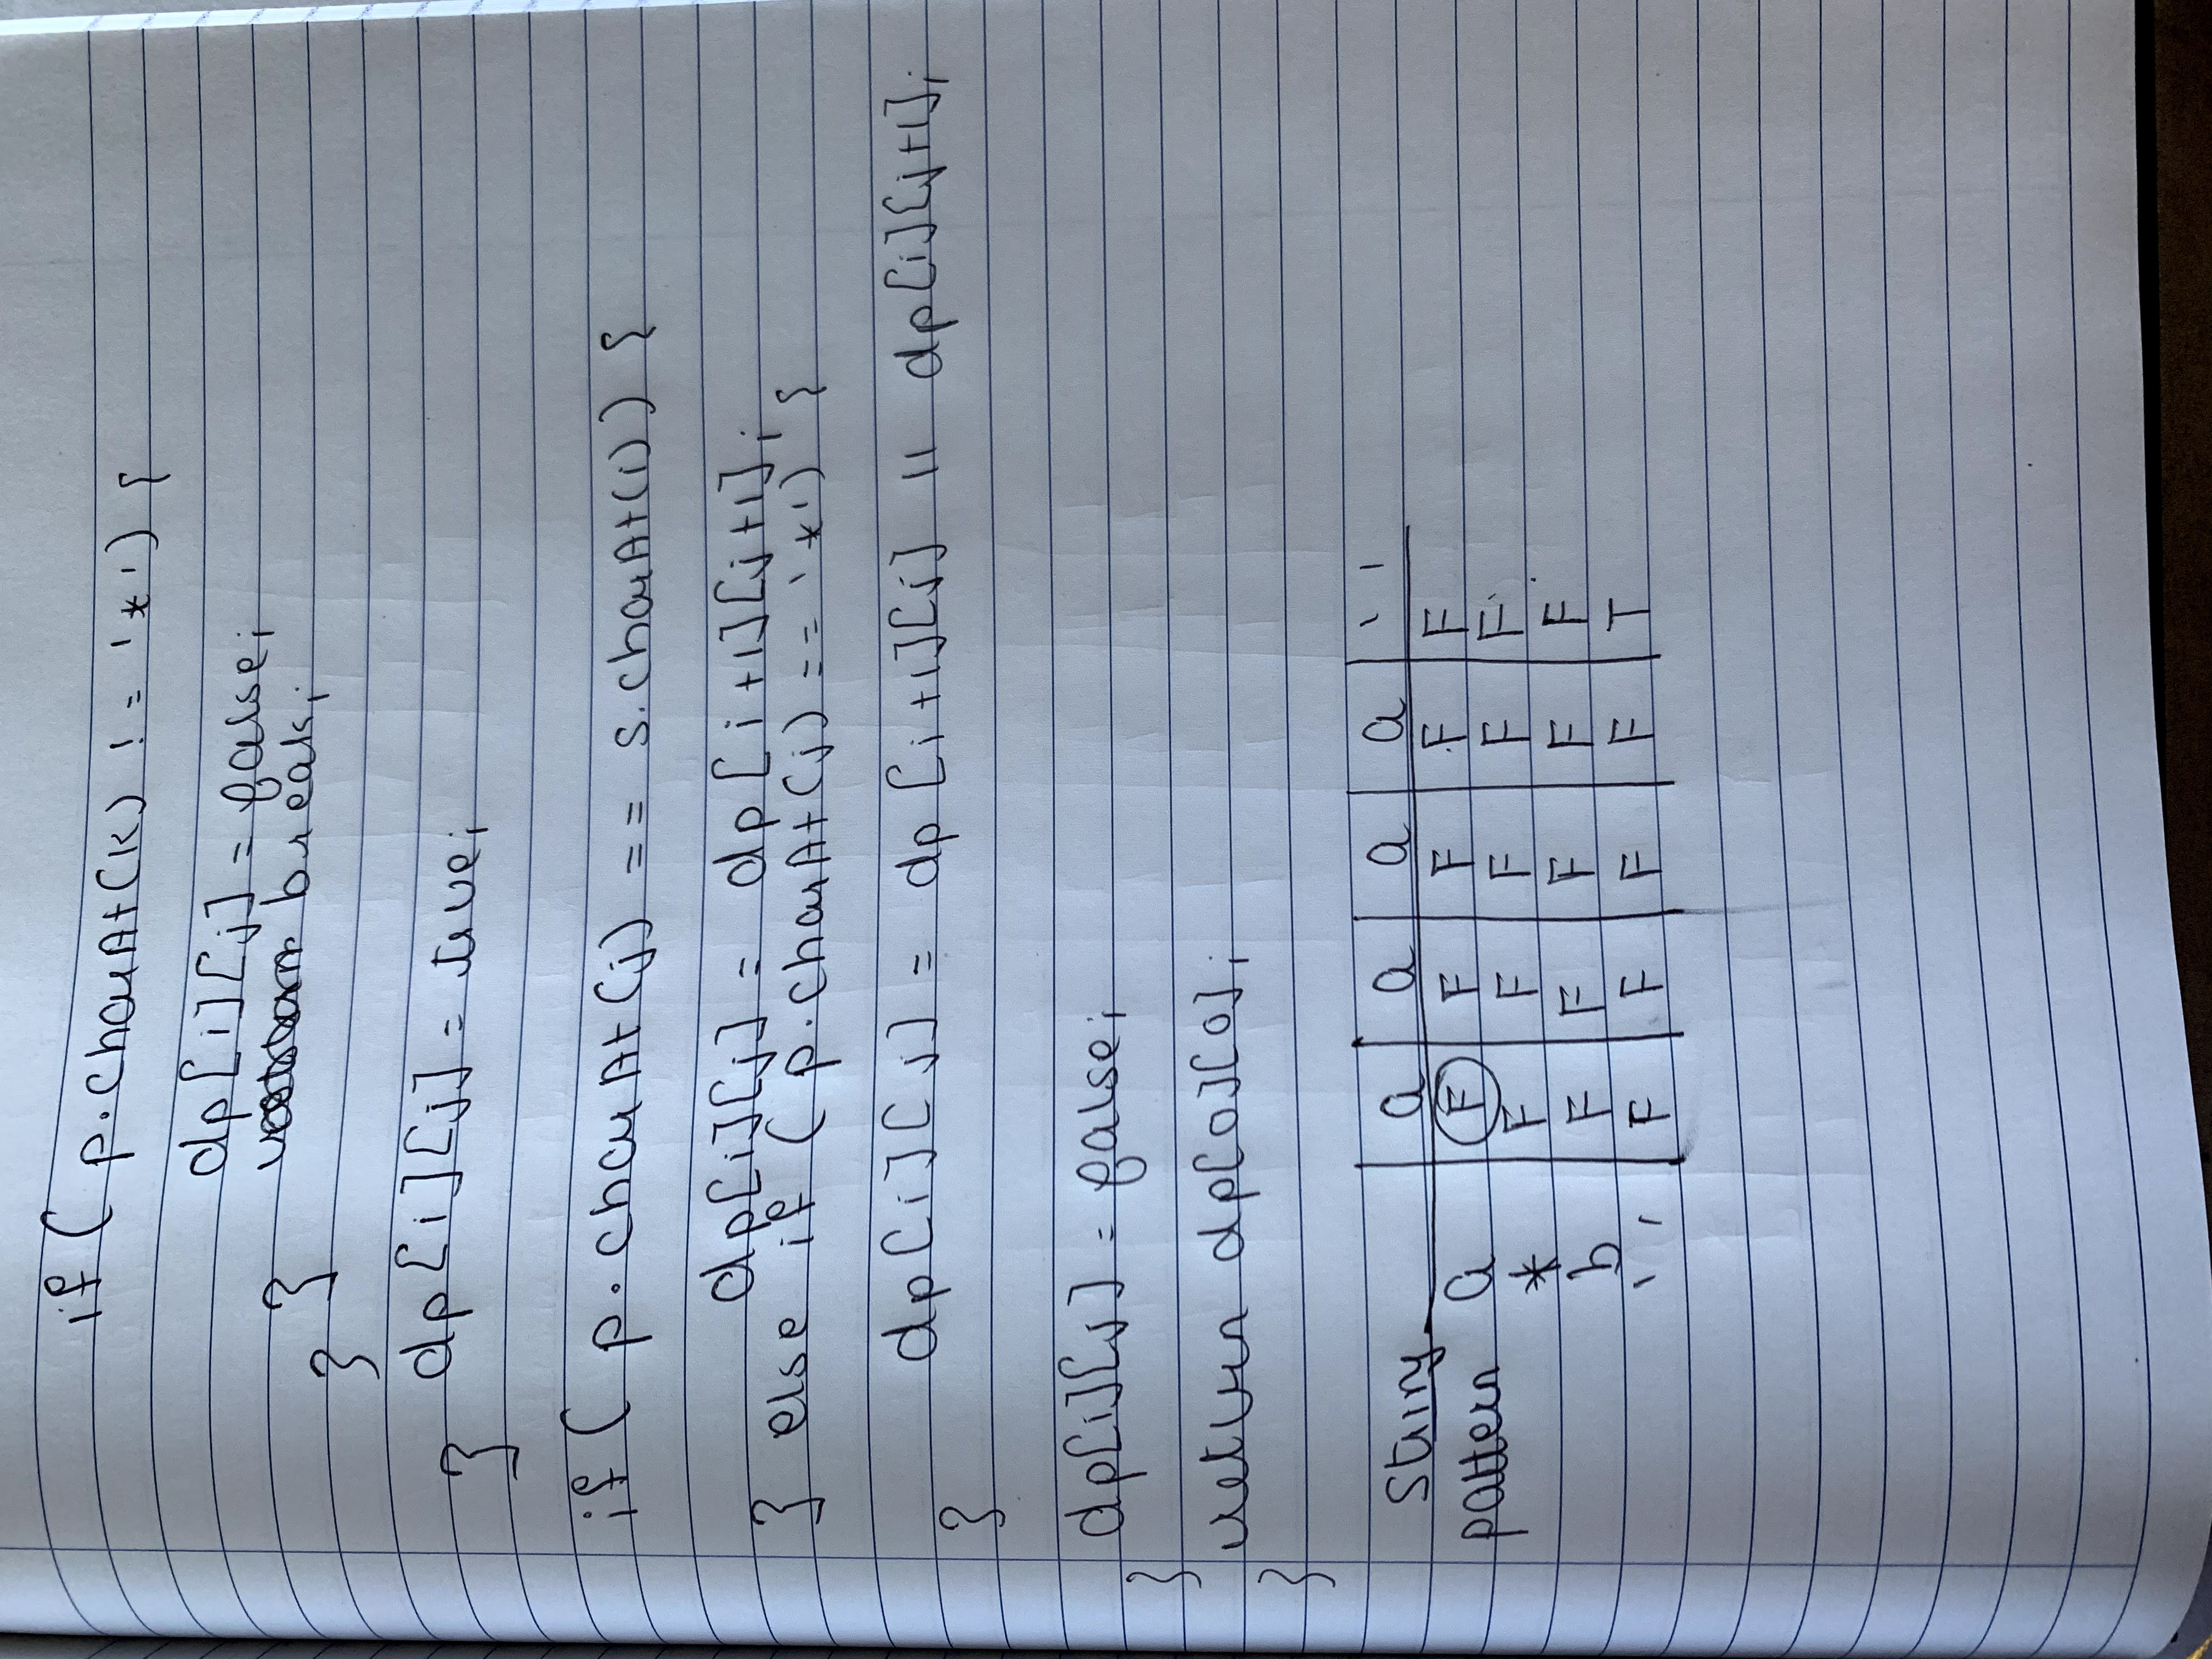 if ( p.charAt(k) != '*') {
dp[i][j] = false;
break;
}
}
dp[i][j] = true;
}
if ( p.charAt(j) == s.charAt(i)) {
dp[i][j] = dp[i+1][j+1];
} else if ( p.charAt(j) == '*') {
dp[i][j] = dp[i+1][j] || dp[i][j+1];
}
dp[i][j] = false;
}
return dp[0][0];
}
String a a a a ' '
pattern a F F F F F
* F F F F F
b F F F F F
' ' F F F F T